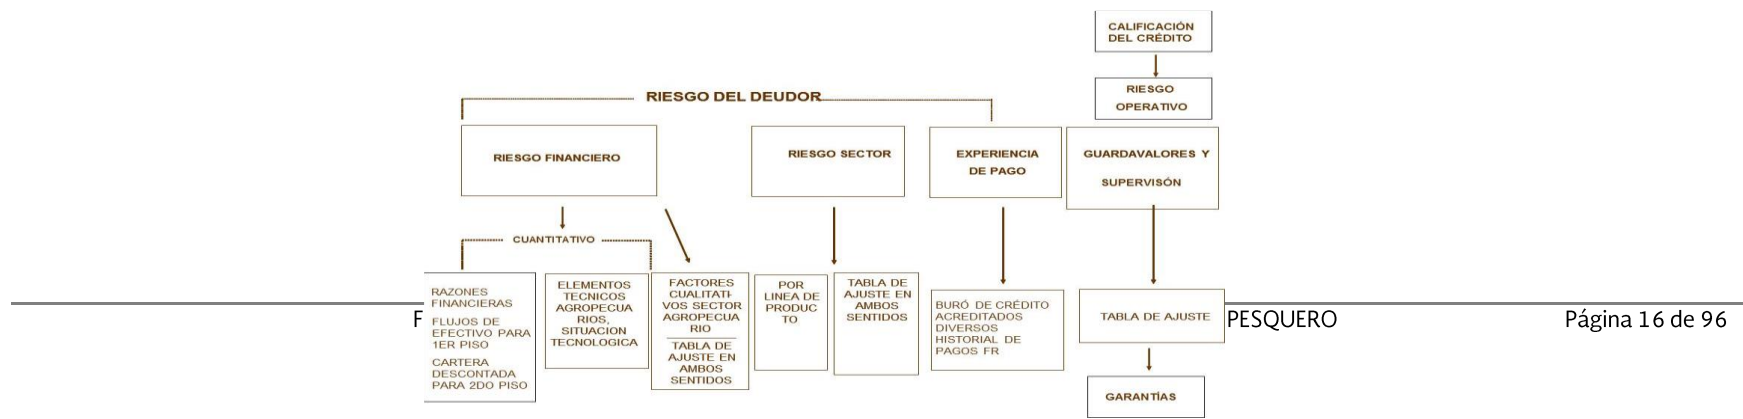 CALIFICACIÓN
DEL CRÉDITO
RIESGO
OPERATIVO
RIESGO DEL DEUDOR
RIESGO FINANCIERO
RIESGO SECTOR
EXPERIENCIA
DE PAGO
GUARDAVALORES Y
SUPERVISÓN
CUANTITATIVO
RAZONES
FINANCIERAS
FLUJOS DE
EFECTIVO PARA
1ER PISO
CARTERA
DESCONTADA
PARA 2DO PISO
ELEMENTOS
TECNICOS
AGROPECUA
RIOS,
SITUACION
TECNOLOGICA
FACTORES
CUALITATI-
VOS SECTOR
AGROPECUA
RIO
TABLA DE
AJUSTE EN
AMBOS
SENTIDOS
POR
LINEA DE
PRODUC
TO
TABLA DE
AJUSTE EN
AMBOS
SENTIDOS
BURÓ DE CRÉDITO
ACREDITADOS
DIVERSOS
HISTORIAL DE
PAGOS FR
TABLA DE AJUSTE
GARANTÍAS
F
PESQUERO
Página 16 de 96